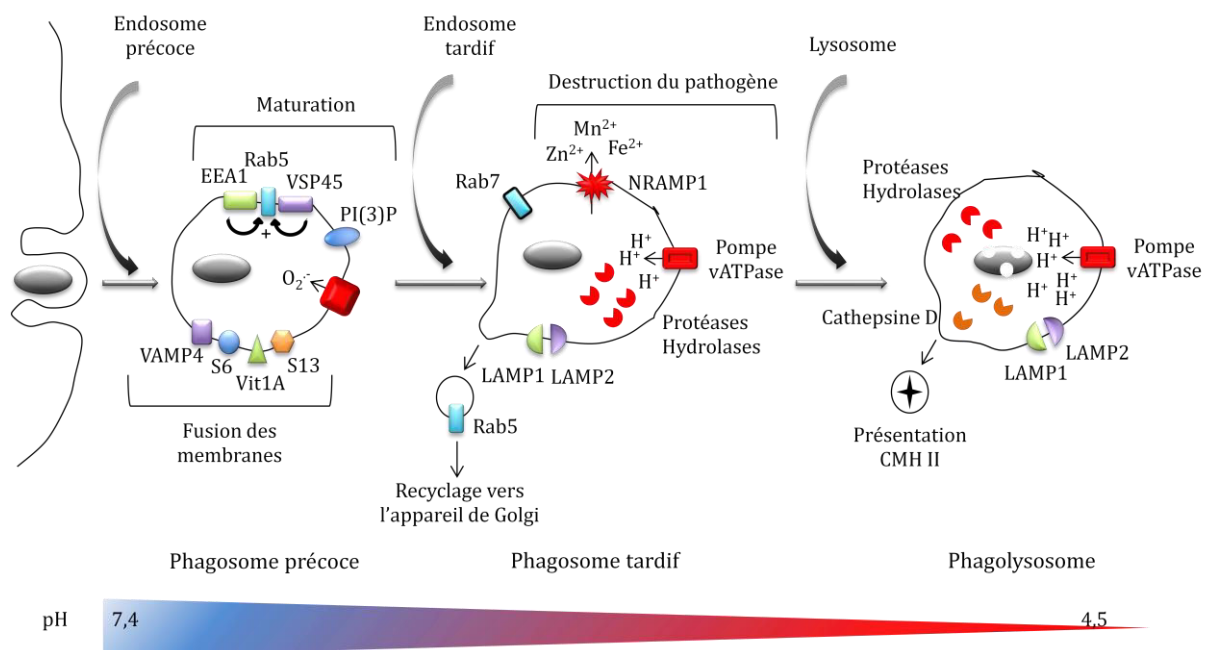 Endosome
précoce
Endosome
tardif
Lysosome
Maturation
Destruction du pathogène
EEA1
Rab5
VSP45
PI(3)P
+
O₂·⁻
VAMP4
S6
Vit1A
S13
Fusion des
membranes
Rab7
Zn²⁺
Mn²⁺
Fe²⁺
NRAMP1
H⁺
H⁺
H⁺
Pompe
vATPase
Protéases
Hydrolases
LAMP1
LAMP2
Rab5
Recyclage vers
l'appareil de Golgi
Protéases
Hydrolases
H⁺
H⁺
H⁺
H⁺
H⁺
H⁺
Pompe
vATPase
Cathepsine D
LAMP2
LAMP1
Présentation
CMH II
Phagosome précoce
Phagosome tardif
Phagolysosome
pH
7,4
4,5